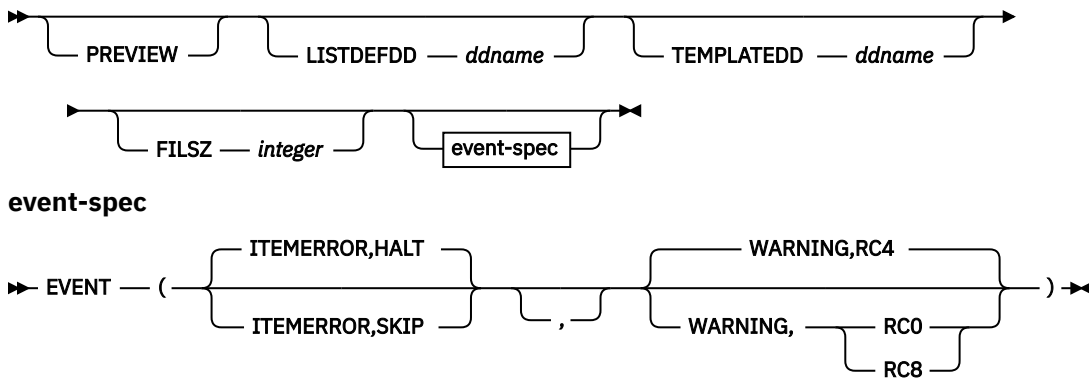 PREVIEW LISTDEFDD ddname TEMPLATEDD ddname
FILSZ integer event-spec
event-spec
ITEMERROR,HALT WARNING,RC4
EVENT ( )
ITEMERROR,SKIP , WARNING, RC0
RC8